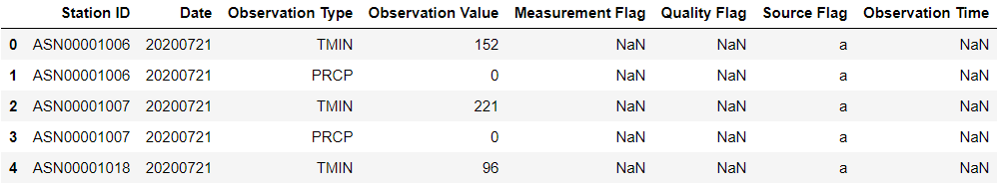 Station ID Date Observation Type Observation Value Measurement Flag Quality Flag Source Flag Observation Time
0 ASN00001006 20200721 TMIN 152 NaN NaN a NaN
1 ASN00001006 20200721 PRCP 0 NaN NaN a NaN
2 ASN00001007 20200721 TMIN 221 NaN NaN a NaN
3 ASN00001007 20200721 PRCP 0 NaN NaN a NaN
4 ASN00001018 20200721 TMIN 96 NaN NaN a NaN